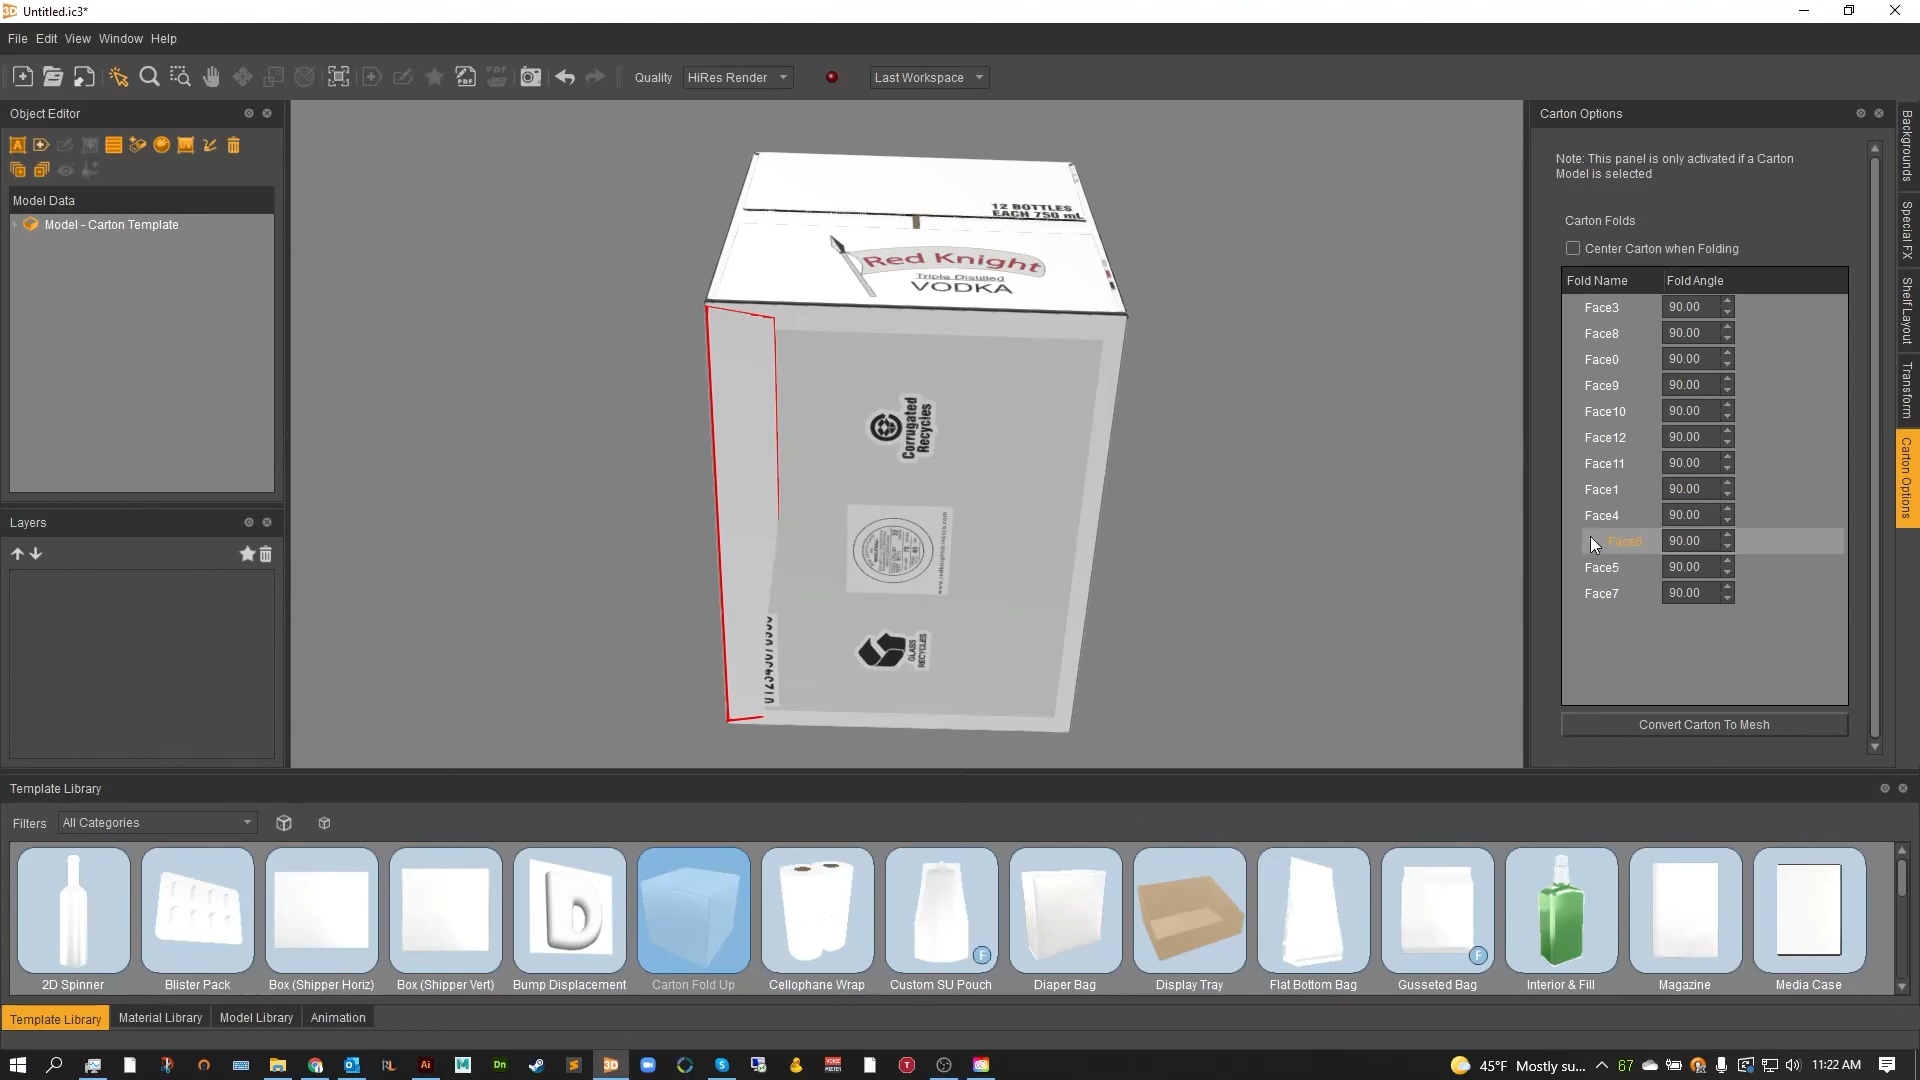 Untitled.ic3*
File Edit View Window Help
Quality HiRes Render Last Workspace
Object Editor
Model Data
Model - Carton Template
Layers
12 BOTTLES
EACH 750 mL
Red Knight
Triple Distilled
VODKA
Corrugated
Recycles
www.redknightvodka.com
GLASS
RECYCLES
Carton Options
Note: This panel is only activated if a Carton
Model is selected
Carton Folds
Center Carton when Folding
Fold Name Fold Angle
Face3 90.00
Face8 90.00
Face0 90.00
Face9 90.00
Face10 90.00
Face12 90.00
Face11 90.00
Face1 90.00
Face4 90.00
Face6 90.00
Face5 90.00
Face7 90.00
Convert Carton To Mesh
Backgrounds
Special FX
Shelf Layout
Transform
Carton Options
Template Library
Filters All Categories
2D Spinner Blister Pack Box (Shipper Horiz) Box (Shipper Vert) Bump Displacement Carton Fold Up Cellophane Wrap Custom SU Pouch Diaper Bag Display Tray Flat Bottom Bag Gusseted Bag Interior & Fill Magazine Media Case
Template Library Material Library Model Library Animation
67
45°F Mostly su... 11:22 AM